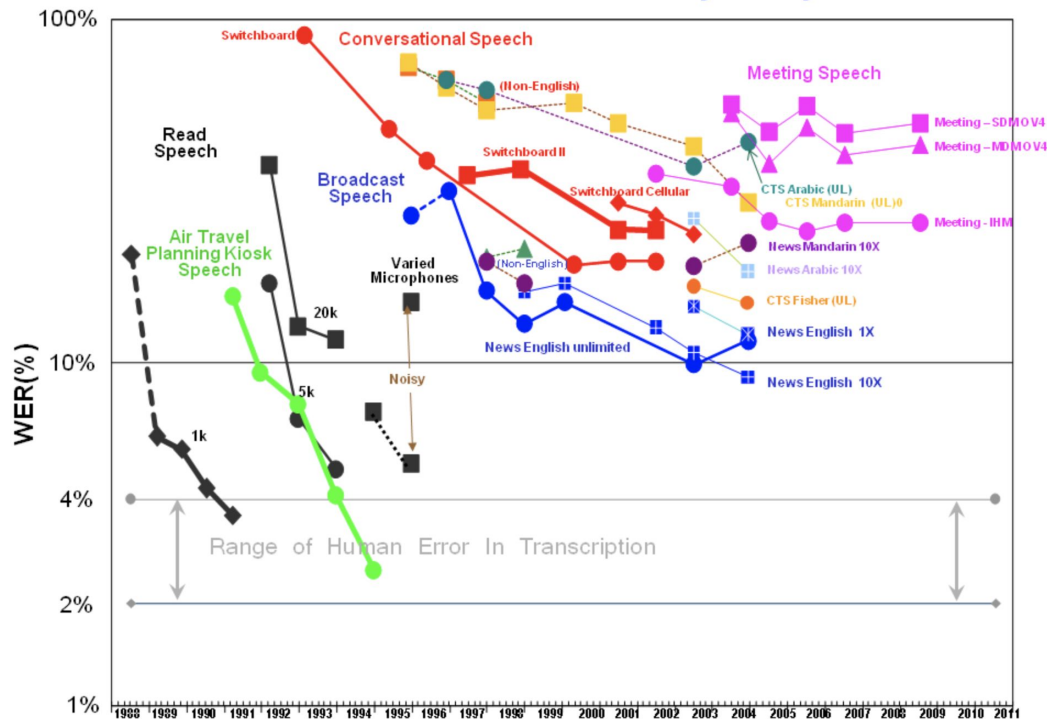 100%
Switchboard
Conversational Speech
(Non-English)
Meeting Speech
Read
Speech
Meeting – SDM OV4
Meeting – MDM OV4
Switchboard II
Broadcast
Speech
Switchboard Cellular
CTS Arabic (UL)
CTS Mandarin (UL)0
Meeting - IHM
Air Travel
Planning Kiosk
Speech
Varied
Microphones
(Non-English)
News Mandarin 10X
News Arabic 10X
CTS Fisher (UL)
20k
News English 1X
News English unlimited
10%
Noisy
News English 10X
5k
1k
WER(%)
4%
Range of Human Error In Transcription
2%
1%
1988 1989 1990 1991 1992 1993 1994 1995 1996 1997 1998 1999 2000 2001 2002 2003 2004 2005 2006 2007 2008 2009 2010 2011